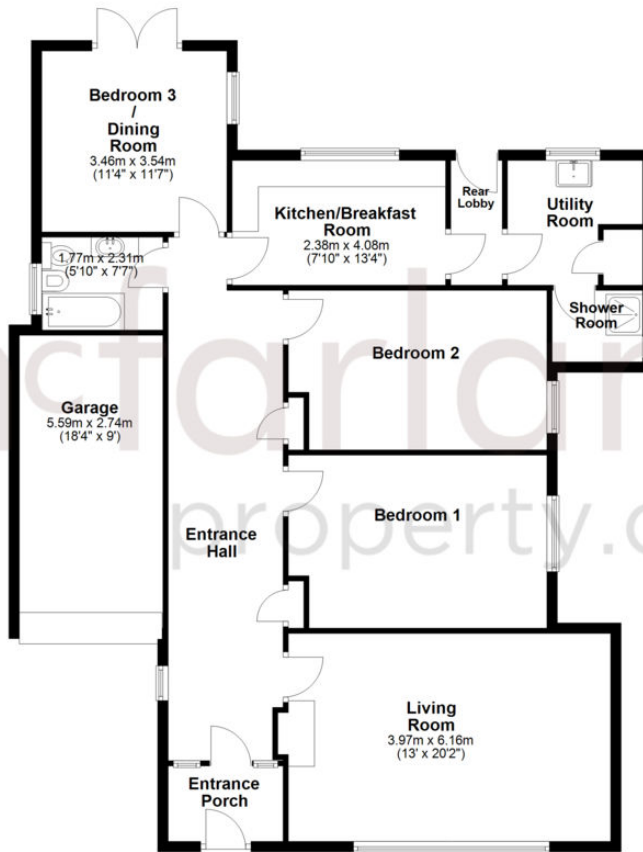 Bedroom 3
/
Dining
Room
3.46m x 3.54m
(11'4" x 11'7")
Kitchen/Breakfast
Room
2.38m x 4.08m
(7'10" x 13'4")
Rear
Lobby
Utility
Room
1.77m x 2.31m
(5'10" x 7'7")
Shower
Room
Bedroom 2
Garage
5.59m x 2.74m
(18'4" x 9')
Bedroom 1
Entrance
Hall
Living
Room
3.97m x 6.16m
(13' x 20'2")
Entrance
Porch
cfarlan
property.c